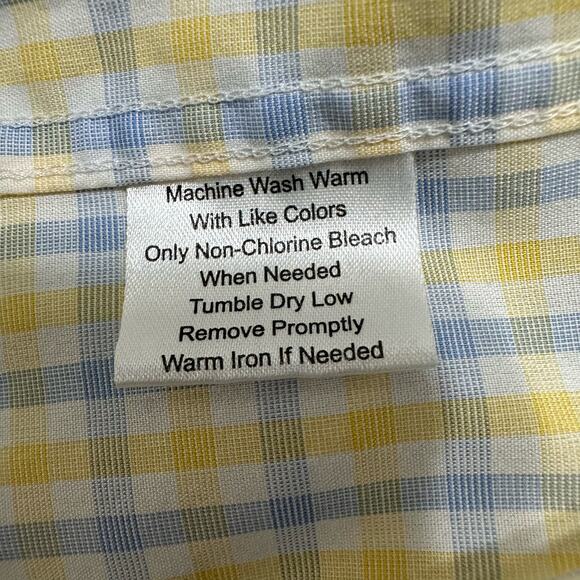 Machine Wash Warm
With Like Colors
Only Non-Chlorine Bleach
When Needed
Tumble Dry Low
Remove Promptly
Warm Iron If Needed